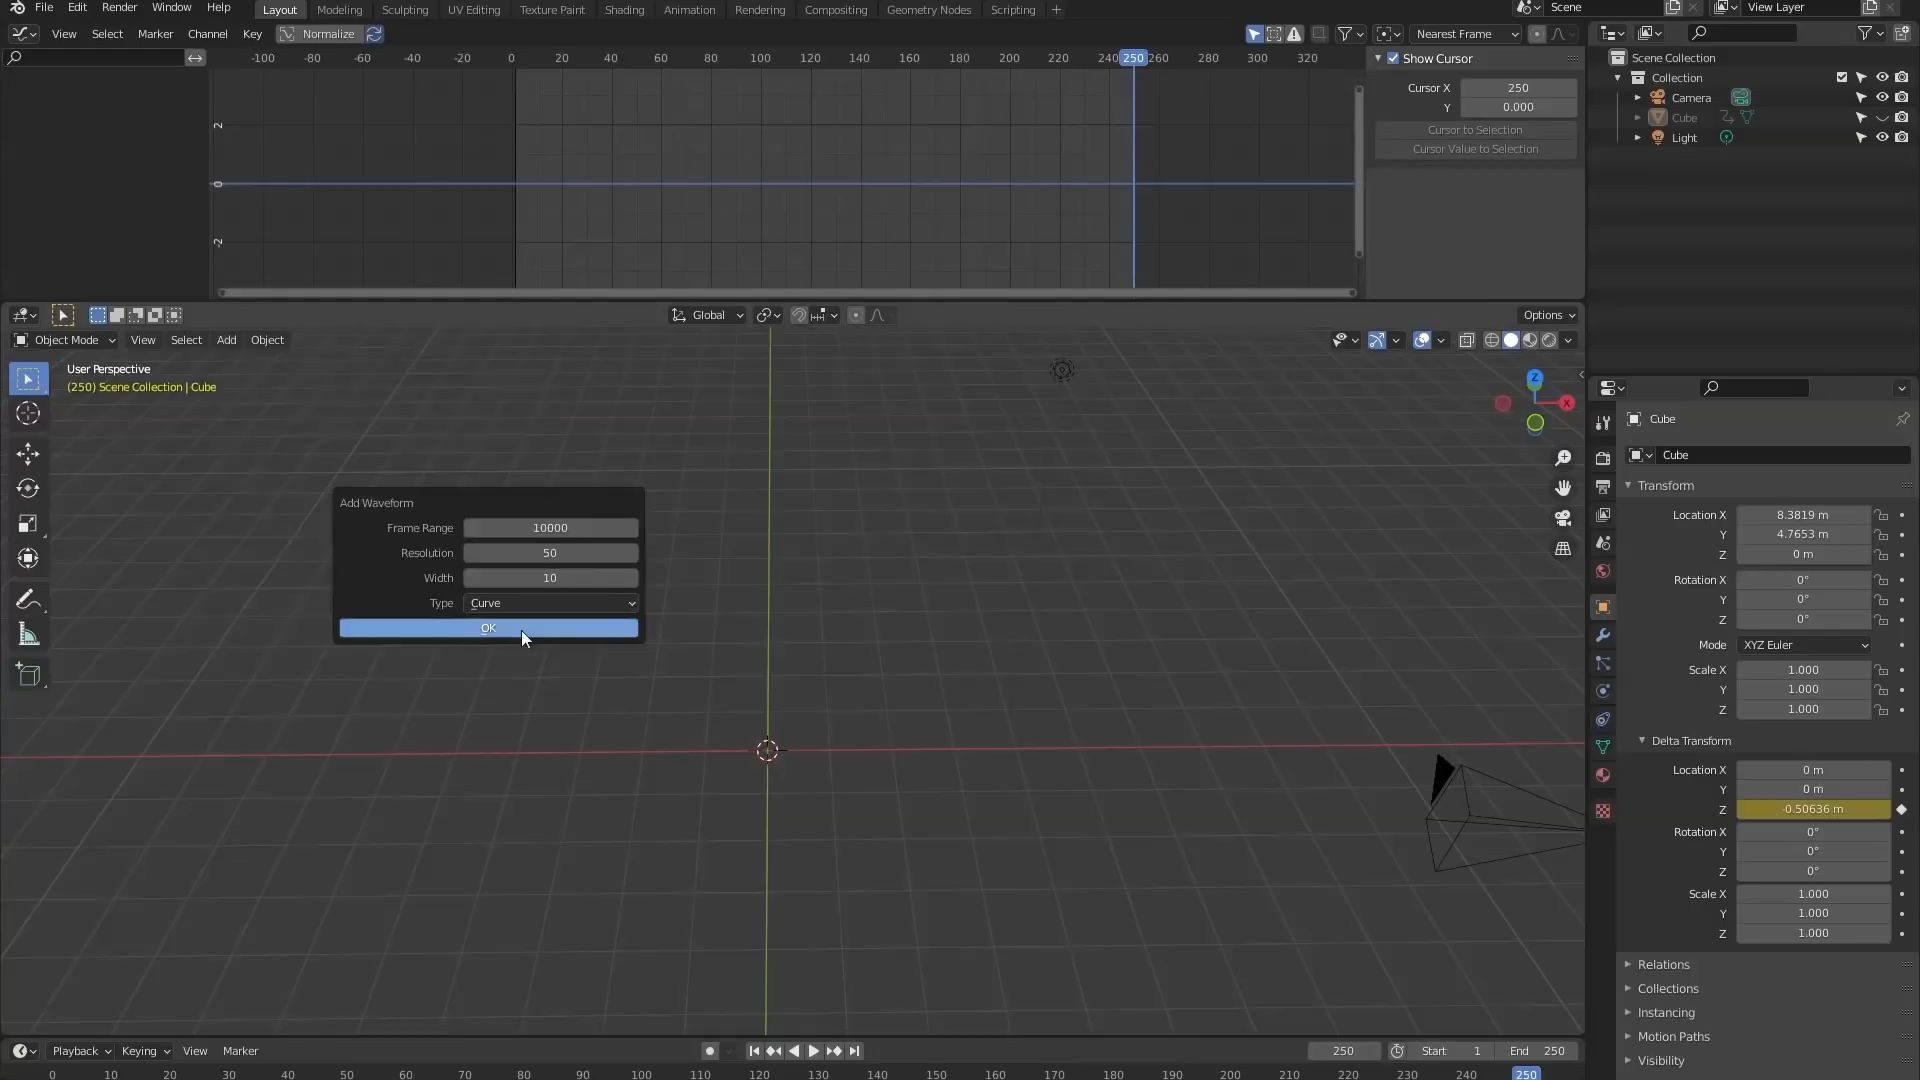 File Edit Render Window Help Layout Modeling Sculpting UV Editing Texture Paint Shading Animation Rendering Compositing Geometry Nodes Scripting + Scene View Layer
View Select Marker Channel Key Normalize Nearest Frame
-100 -80 -60 -40 -20 0 20 40 60 80 100 120 140 160 180 200 220 240 250 260 280 300 320
Show Cursor
Cursor X 250
Y 0.000
Cursor to Selection
Cursor Value to Selection
2
0
-2
Scene Collection
Collection
Camera
Cube
Light
Global Options
Object Mode View Select Add Object
User Perspective
(250) Scene Collection | Cube
Z
X
Add Waveform
Frame Range 10000
Resolution 50
Width 10
Type Curve
OK
Cube
Cube
Transform
Location X 8.3819 m
Y 4.7653 m
Z 0 m
Rotation X 0°
Y 0°
Z 0°
Mode XYZ Euler
Scale X 1.000
Y 1.000
Z 1.000
Delta Transform
Location X 0 m
Y 0 m
Z -0.50636 m
Rotation X 0°
Y 0°
Z 0°
Scale X 1.000
Y 1.000
Z 1.000
Relations
Collections
Instancing
Motion Paths
Visibility
Playback Keying View Marker 250 Start 1 End 250
0 10 20 30 40 50 60 70 80 90 100 110 120 130 140 150 160 170 180 190 200 210 220 230 240 250